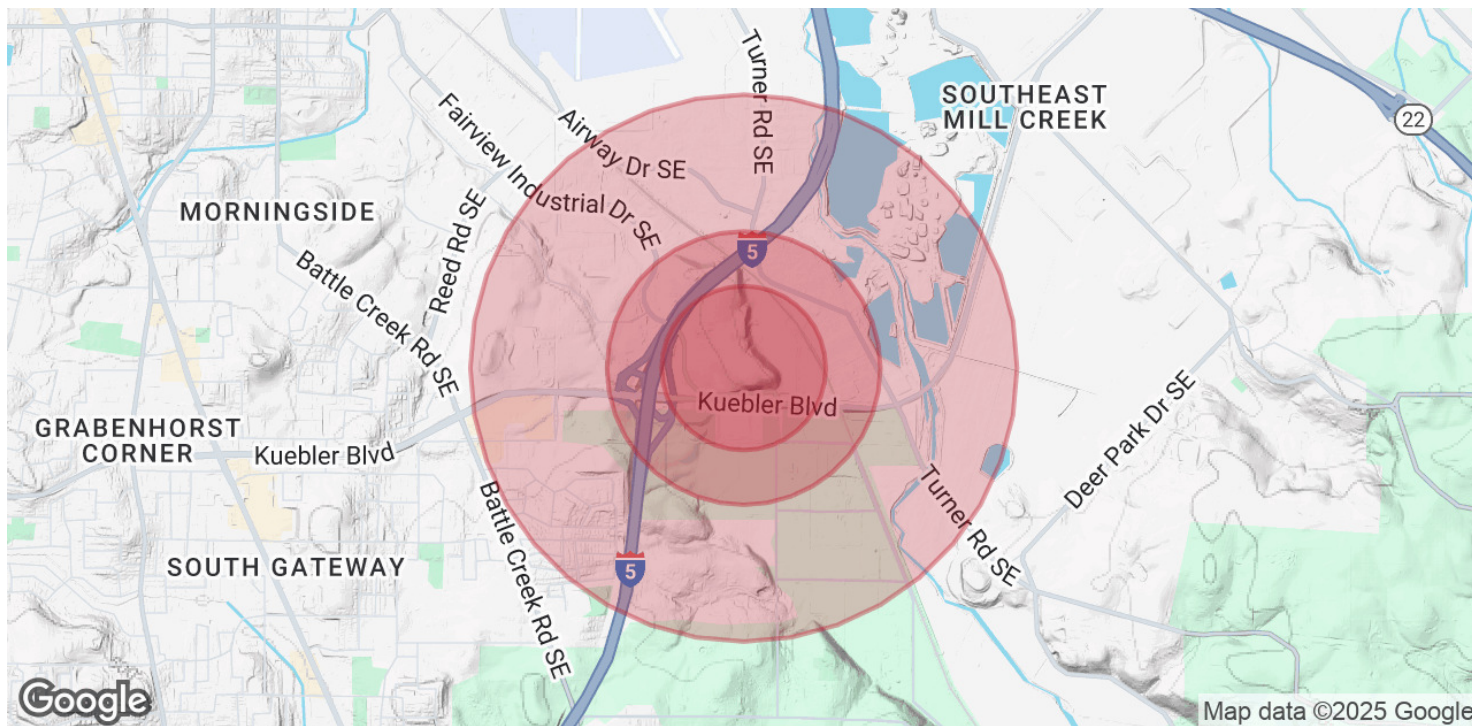 Turner Rd SE
SOUTHEAST
MILL CREEK
22
Fairview Industrial Dr SE
Airway Dr SE
MORNINGSIDE
Reed Rd SE
5
Battle Creek Rd SE
Kuebler Blvd
GRABENHORST
CORNER
Kuebler Blvd
Deer Park Dr SE
Battle Creek Rd SE
Turner Rd SE
SOUTH GATEWAY
5
Google
Map data ©2025 Google